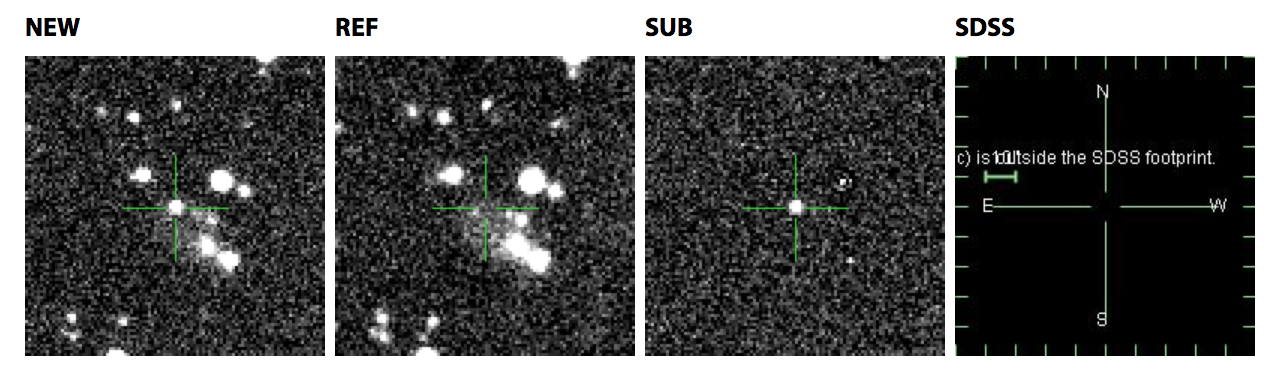 NEW REF SUB SDSS
N
c) is outside the SDSS footprint.
E W
S